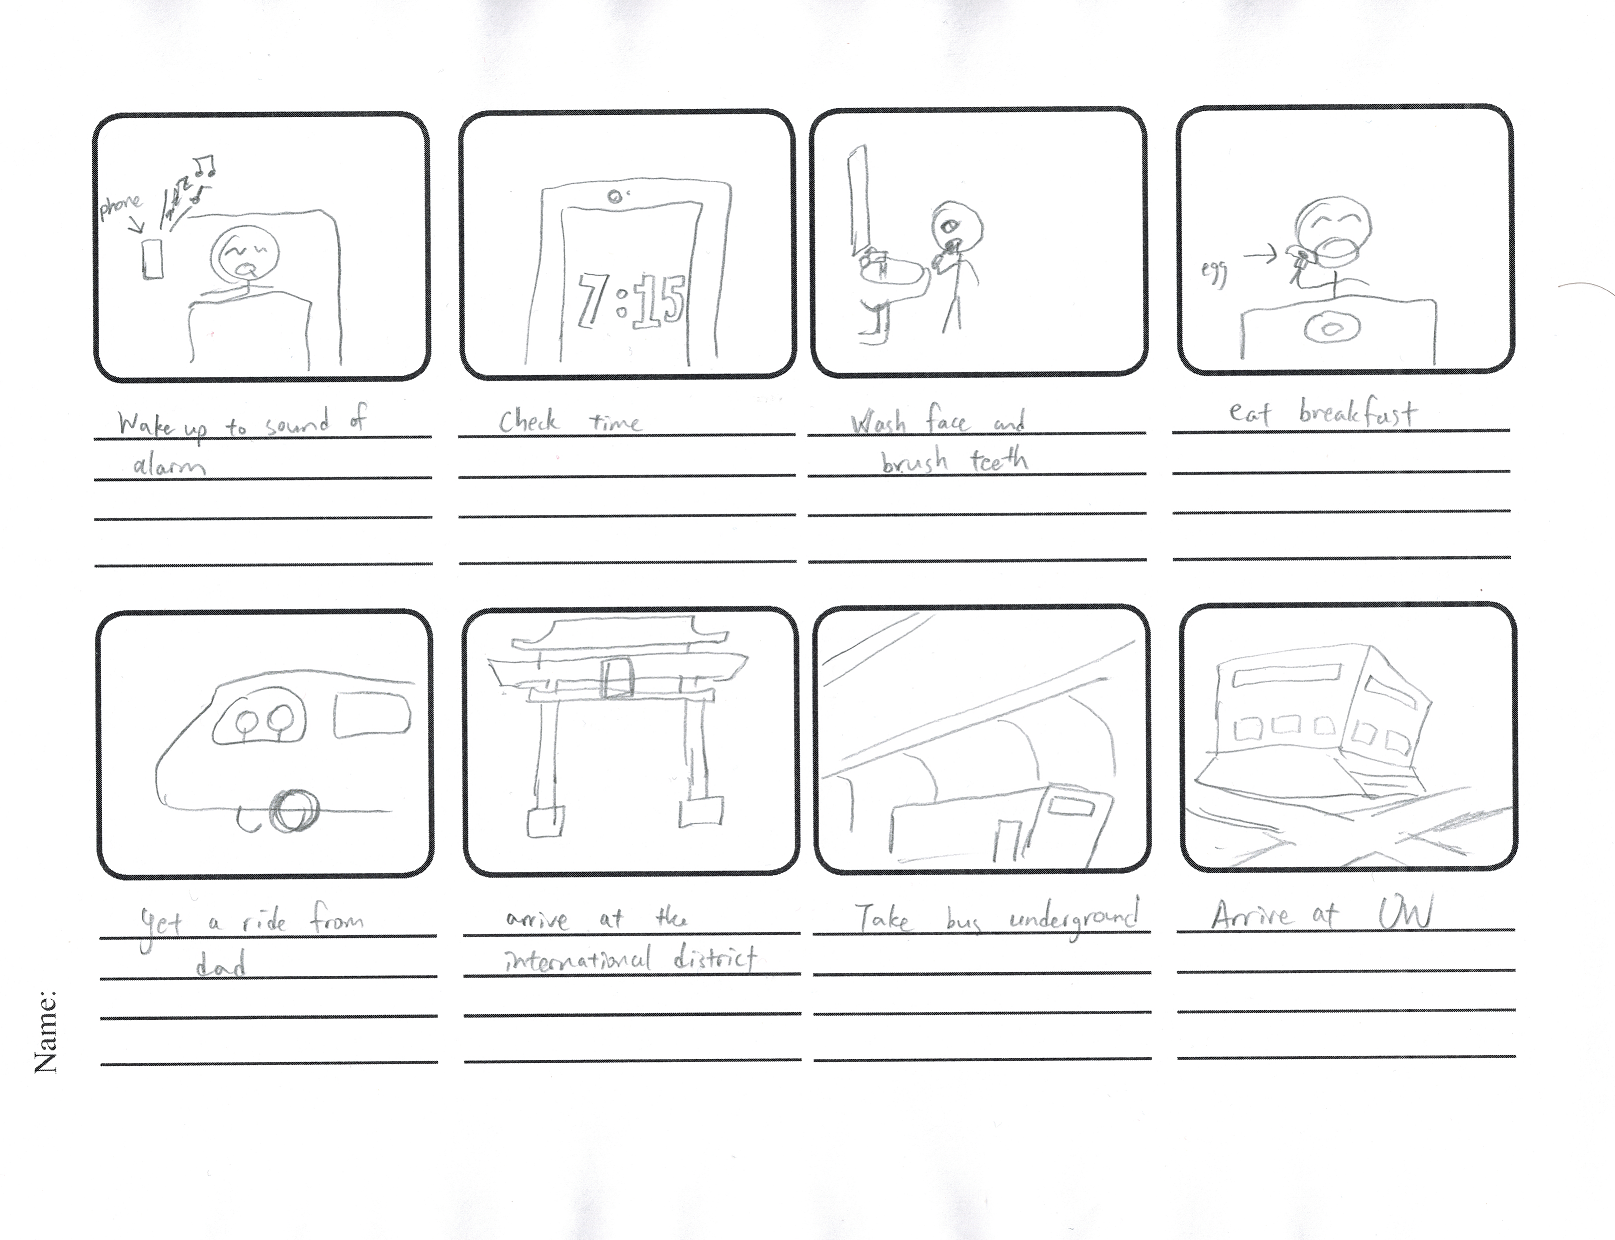 phone
Wake up to sound of
alarm
7:15
Check time
Wash face and
brush teeth
egg
eat breakfast
get a ride from
dad
arrive at the
international district
Take bus underground
Arrive at UW
Name: